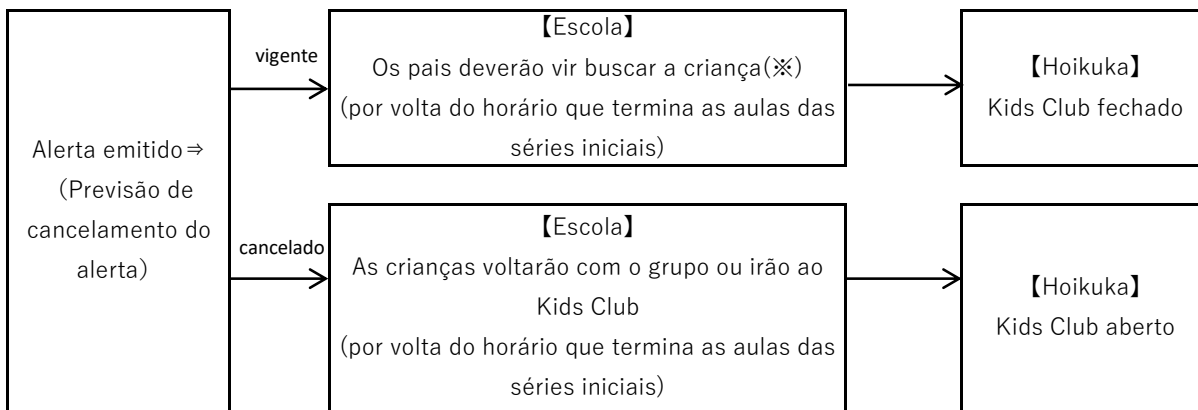 Alerta emitido⇒
(Previsão de
cancelamento do
alerta)
vigente
【Escola】
Os pais deverão vir buscar a criança(※)
(por volta do horário que termina as aulas das
séries iniciais)
【Hoikuka】
Kids Club fechado
cancelado
【Escola】
As crianças voltarão com o grupo ou irão ao
Kids Club
(por volta do horário que termina as aulas das
séries iniciais)
【Hoikuka】
Kids Club aberto